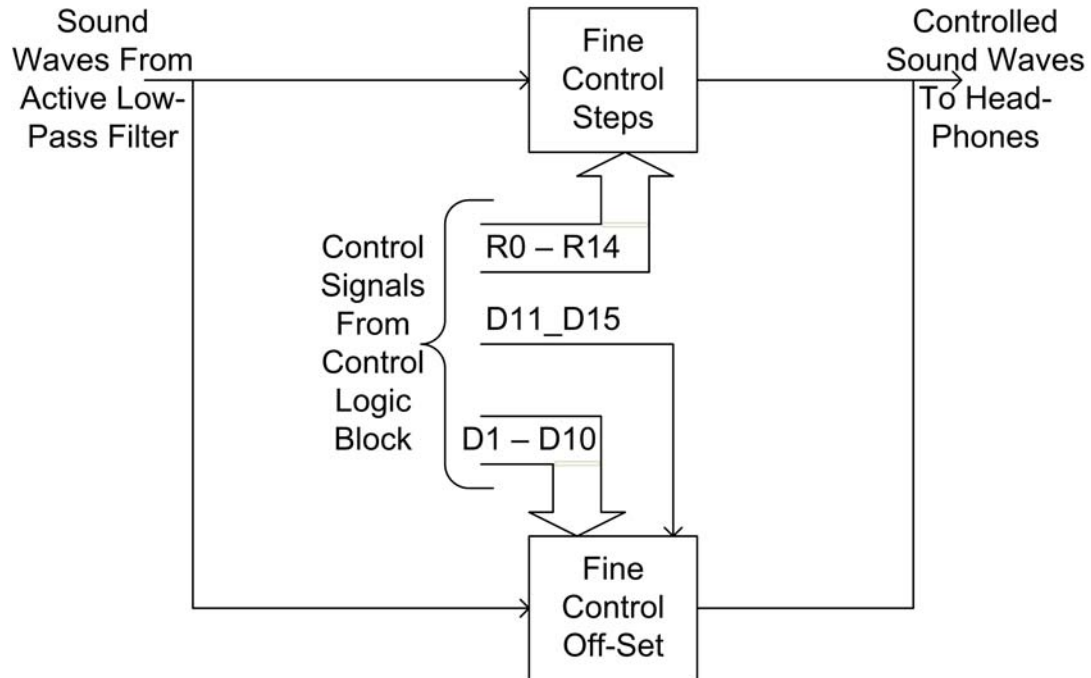 Sound
Waves From
Active Low-
Pass Filter
Fine
Control
Steps
Controlled
Sound Waves
To Head-
Phones
Control
Signals
From
Control
Logic
Block
R0 – R14
D11_D15
D1 – D10
Fine
Control
Off-Set